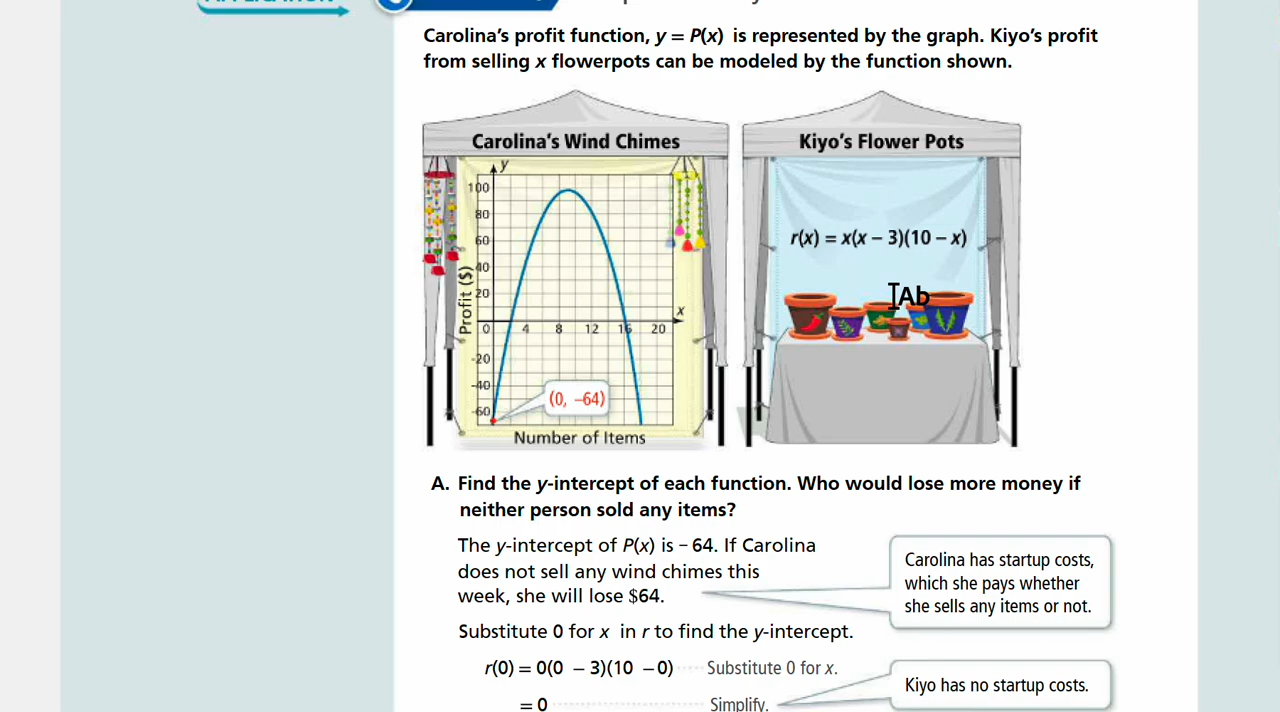 Carolina's profit function, y = P(x) is represented by the graph. Kiyo's profit
from selling x flowerpots can be modeled by the function shown.
Carolina's Wind Chimes
y
100
80
60
40
20
0
4
8
12
16
20
x
-20
-40
-60
Profit ($)
(0, −64)
Number of Items
Kiyo's Flower Pots
r(x) = x(x − 3)(10 − x)
Ab
A. Find the y-intercept of each function. Who would lose more money if
neither person sold any items?
The y-intercept of P(x) is − 64. If Carolina
does not sell any wind chimes this
week, she will lose $64.
Carolina has startup costs,
which she pays whether
she sells any items or not.
Substitute 0 for x in r to find the y-intercept.
r(0) = 0(0 − 3)(10 − 0) Substitute 0 for x.
= 0 Simplify.
Kiyo has no startup costs.